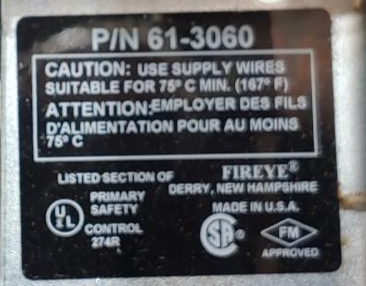 P/N 61-3060
CAUTION: USE SUPPLY WIRES
SUITABLE FOR 75° C MIN. (167° F)
ATTENTION:EMPLOYER DES FILS
D'ALIMENTATION POUR AU MOINS
75° C
LISTED SECTION OF
FIREYE®
DERRY, NEW HAMPSHIRE
UL
PRIMARY
SAFETY
CONTROL
274R
MADE IN U.S.A.
SA®
FM
APPROVED